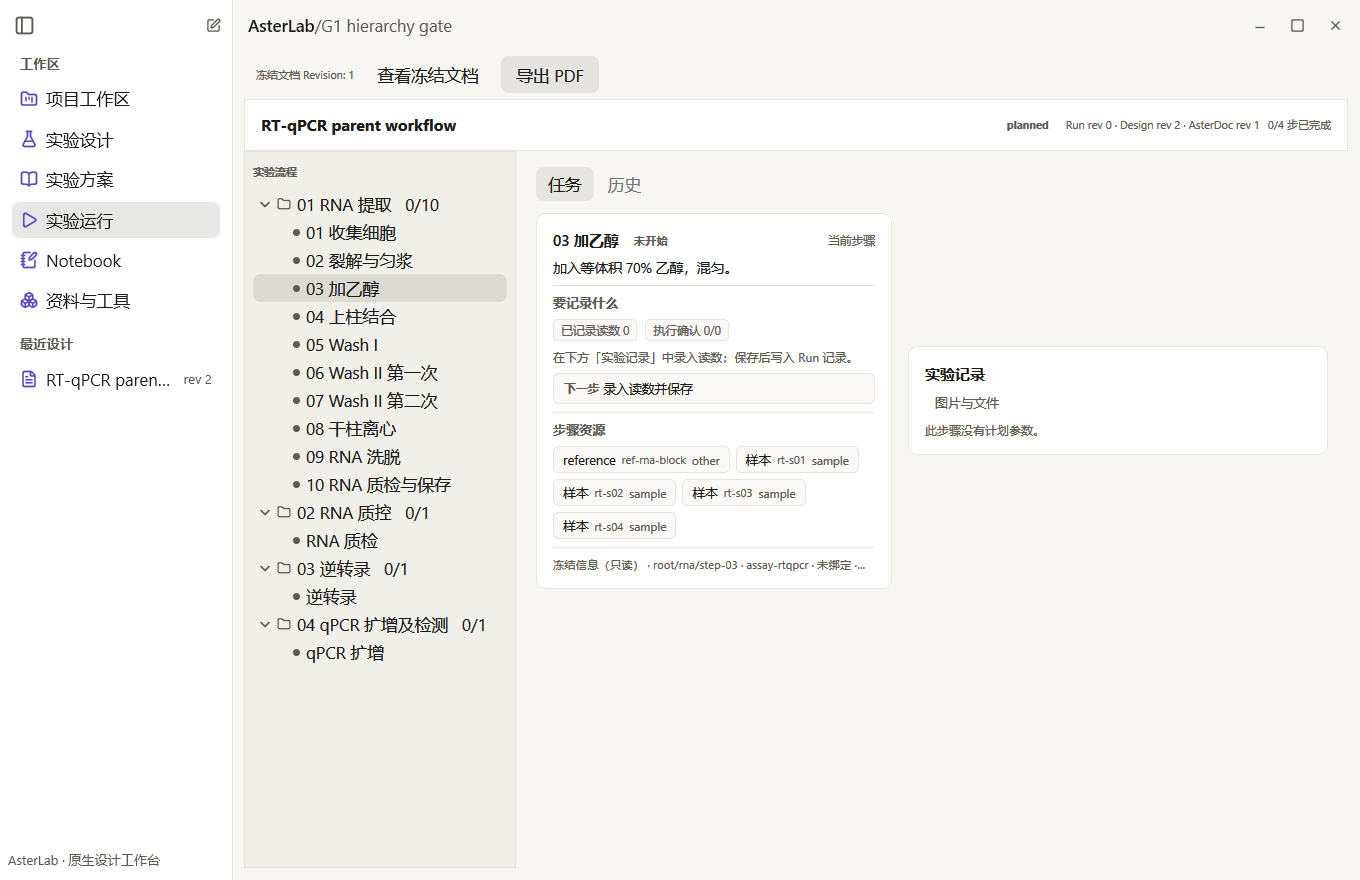 AsterLab/G1 hierarchy gate
工作区
项目工作区
实验设计
实验方案
实验运行
Notebook
资料与工具
最近设计
RT-qPCR paren... rev 2
AsterLab · 原生设计工作台
冻结文档 Revision: 1 查看冻结文档 导出 PDF
RT-qPCR parent workflow planned Run rev 0 · Design rev 2 · AsterDoc rev 1 0/4 步已完成
实验流程
01 RNA 提取 0/10
01 收集细胞
02 裂解与匀浆
03 加乙醇
04 上柱结合
05 Wash I
06 Wash II 第一次
07 Wash II 第二次
08 干柱离心
09 RNA 洗脱
10 RNA 质检与保存
02 RNA 质控 0/1
RNA 质检
03 逆转录 0/1
逆转录
04 qPCR 扩增及检测 0/1
qPCR 扩增
任务 历史
03 加乙醇 未开始 当前步骤
加入等体积 70% 乙醇，混匀。
要记录什么
已记录读数 0 执行确认 0/0
在下方「实验记录」中录入读数；保存后写入 Run 记录。
下一步 录入读数并保存
步骤资源
reference ref-rna-block other 样本 rt-s01 sample
样本 rt-s02 sample 样本 rt-s03 sample
样本 rt-s04 sample
冻结信息（只读） · root/rna/step-03 · assay-rtqpcr · 未绑定 ·...
实验记录
图片与文件
此步骤没有计划参数。